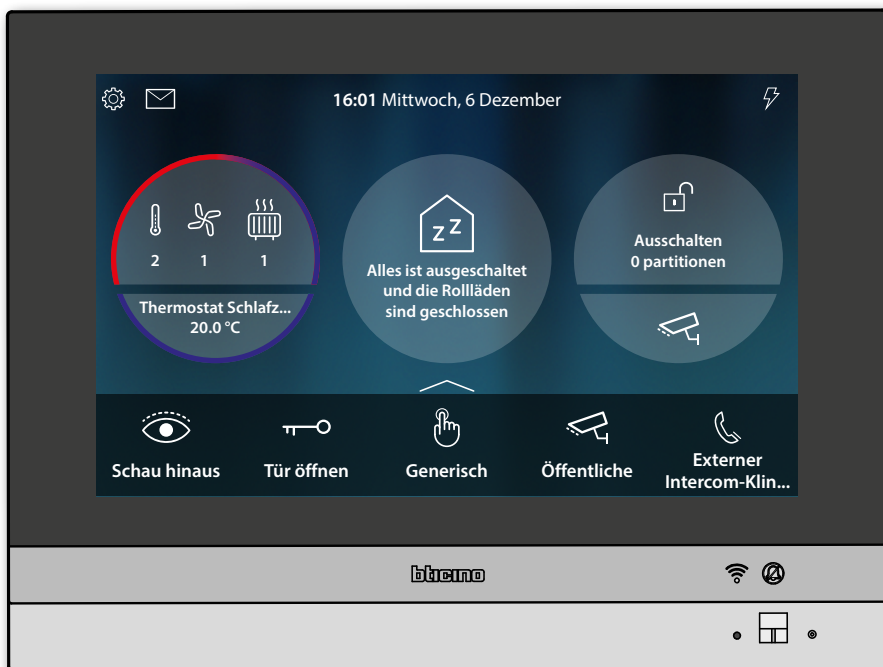 16:01 Mittwoch, 6 Dezember
2 1 1
Thermostat Schlafz...
20.0 °C
zZ
Alles ist ausgeschaltet
und die Rollläden
sind geschlossen
Ausschalten
0 partitionen
Schau hinaus
Tür öffnen
Generisch
Öffentliche
Externer
Intercom-Klin...
bticino